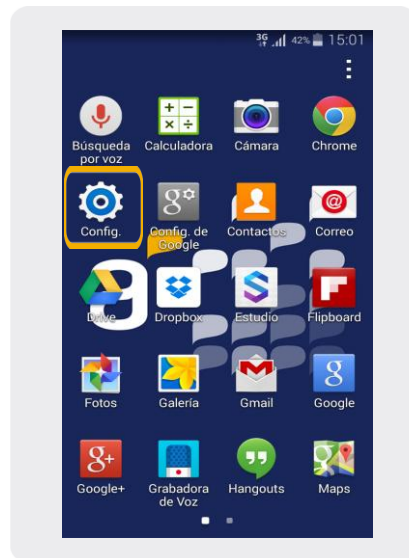 3G 42% 15:01
Búsqueda por voz Calculadora Cámara Chrome
Config. Config. de Google Contactos Correo
Drive Dropbox Estudio Flipboard
Fotos Galería Gmail Google
Google+ Grabadora de Voz Hangouts Maps